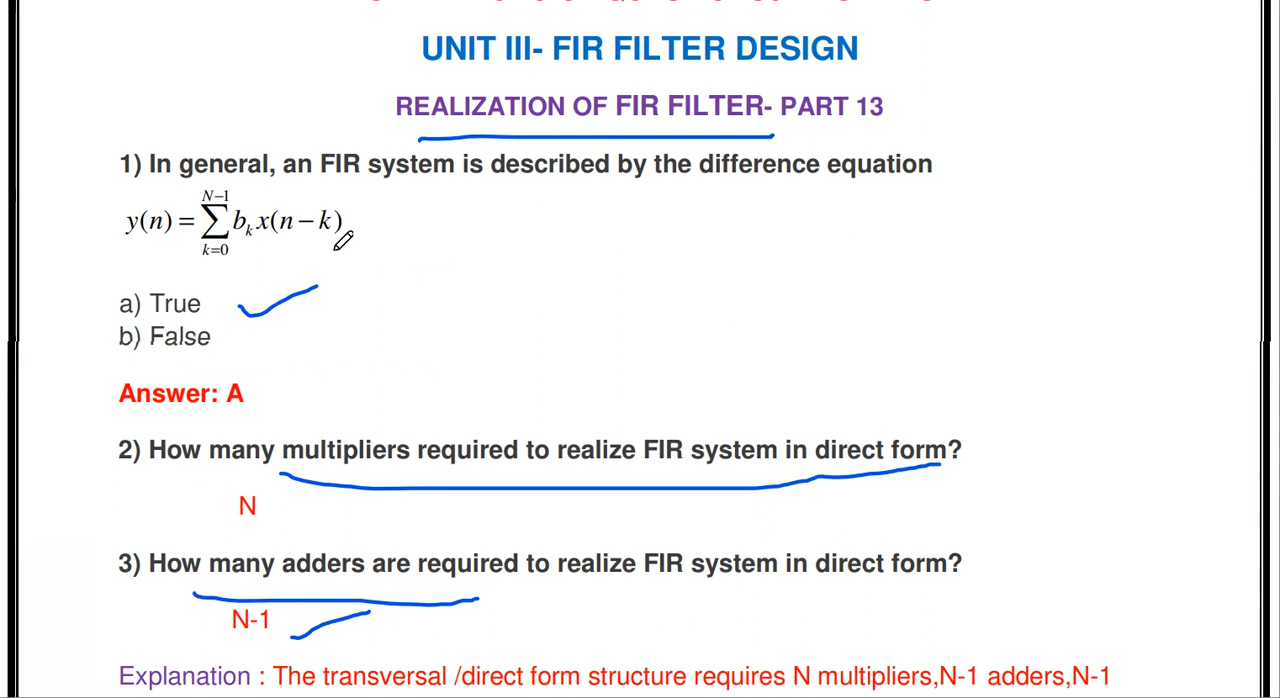 UNIT III- FIR FILTER DESIGN
REALIZATION OF FIR FILTER- PART 13
1) In general, an FIR system is described by the difference equation
y(n) = ∑_{k=0}^{N−1} b_k x(n − k)
a) True
b) False
Answer: A
2) How many multipliers required to realize FIR system in direct form?
N
3) How many adders are required to realize FIR system in direct form?
N-1
Explanation : The transversal /direct form structure requires N multipliers,N-1 adders,N-1